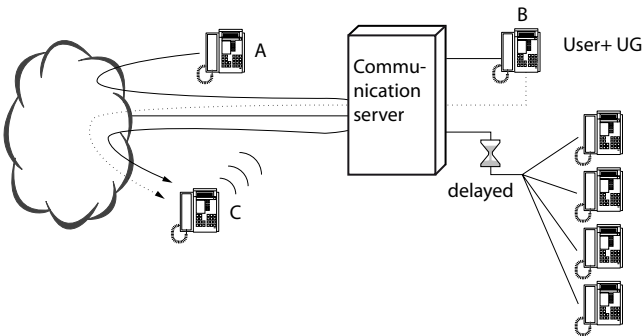 B
A
User+ UG
Commu-
nication
server
delayed
C